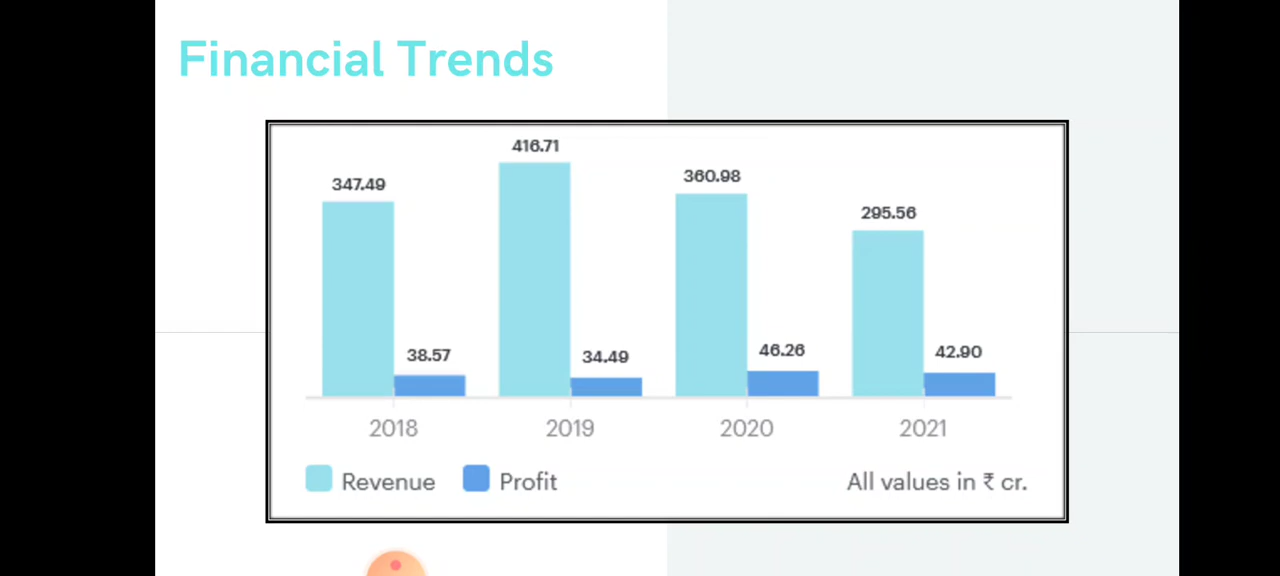 Financial Trends
416.71
347.49
360.98
295.56
38.57
34.49
46.26
42.90
2018 2019 2020 2021
Revenue Profit All values in ₹ cr.